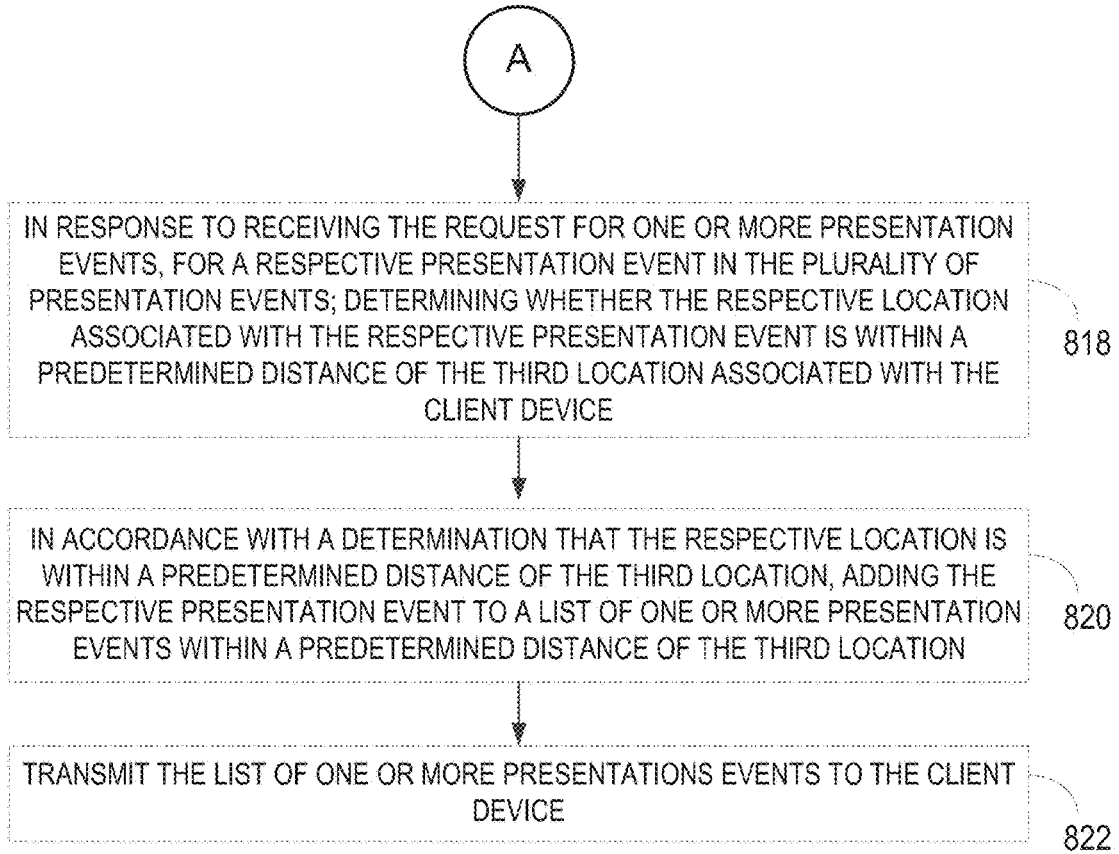 A
IN RESPONSE TO RECEIVING THE REQUEST FOR ONE OR MORE PRESENTATION
EVENTS, FOR A RESPECTIVE PRESENTATION EVENT IN THE PLURALITY OF
PRESENTATION EVENTS; DETERMINING WHETHER THE RESPECTIVE LOCATION
ASSOCIATED WITH THE RESPECTIVE PRESENTATION EVENT IS WITHIN A
PREDETERMINED DISTANCE OF THE THIRD LOCATION ASSOCIATED WITH THE
CLIENT DEVICE
818
IN ACCORDANCE WITH A DETERMINATION THAT THE RESPECTIVE LOCATION IS
WITHIN A PREDETERMINED DISTANCE OF THE THIRD LOCATION, ADDING THE
RESPECTIVE PRESENTATION EVENT TO A LIST OF ONE OR MORE PRESENTATION
EVENTS WITHIN A PREDETERMINED DISTANCE OF THE THIRD LOCATION
820
TRANSMIT THE LIST OF ONE OR MORE PRESENTATIONS EVENTS TO THE CLIENT
DEVICE
822